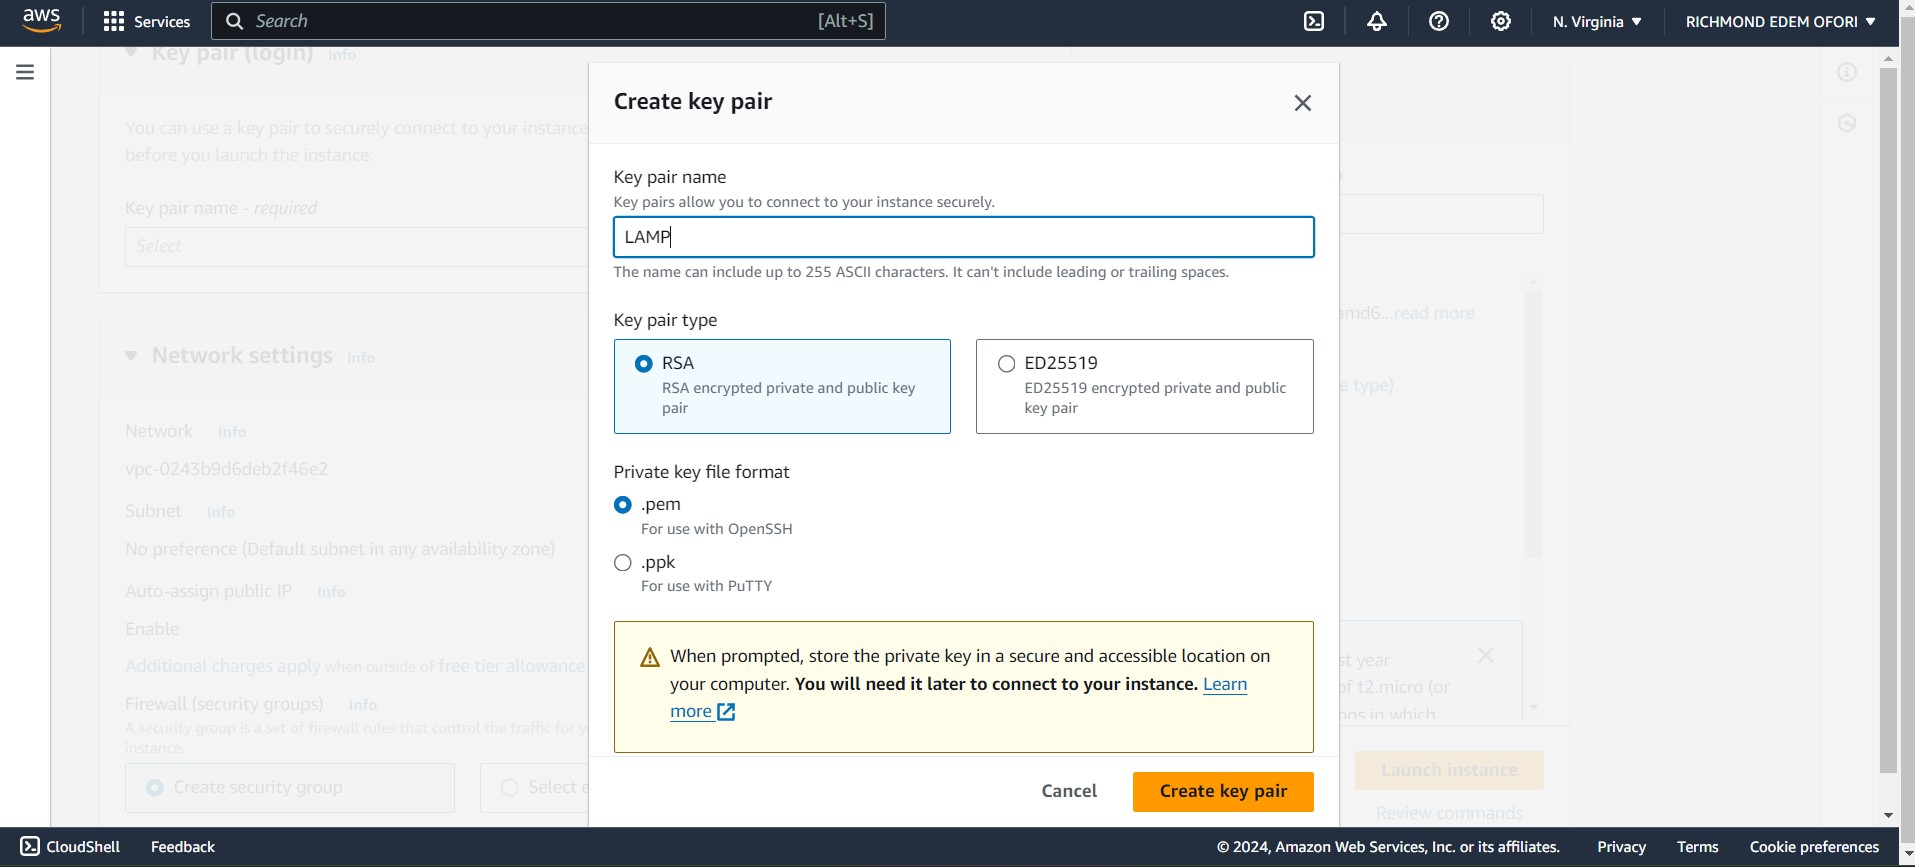 aws
Services
Search
[Alt+S]
N. Virginia
RICHMOND EDEM OFORI
Key pair (login) Info
You can use a key pair to securely connect to your instance
before you launch the instance.
Key pair name - required
Select
Network settings Info
Network Info
vpc-0243b9d6deb2f46e2
Subnet Info
No preference (Default subnet in any availability zone)
Auto-assign public IP Info
Enable
Additional charges apply when outside of free tier allowance
Firewall (security groups) Info
A security group is a set of firewall rules that control the traffic for
instance.
Create security group
Select
Create key pair
Key pair name
Key pairs allow you to connect to your instance securely.
LAMP
The name can include up to 255 ASCII characters. It can't include leading or trailing spaces.
Key pair type
RSA
RSA encrypted private and public key
pair
ED25519
ED25519 encrypted private and public
key pair
Private key file format
.pem
For use with OpenSSH
.ppk
For use with PuTTY
When prompted, store the private key in a secure and accessible location on
your computer. You will need it later to connect to your instance. Learn
more
Cancel
Create key pair
amd6...read more
e type)
st year
of t2.micro (or
ons in which
Launch instance
Review commands
CloudShell
Feedback
© 2024, Amazon Web Services, Inc. or its affiliates.
Privacy
Terms
Cookie preferences